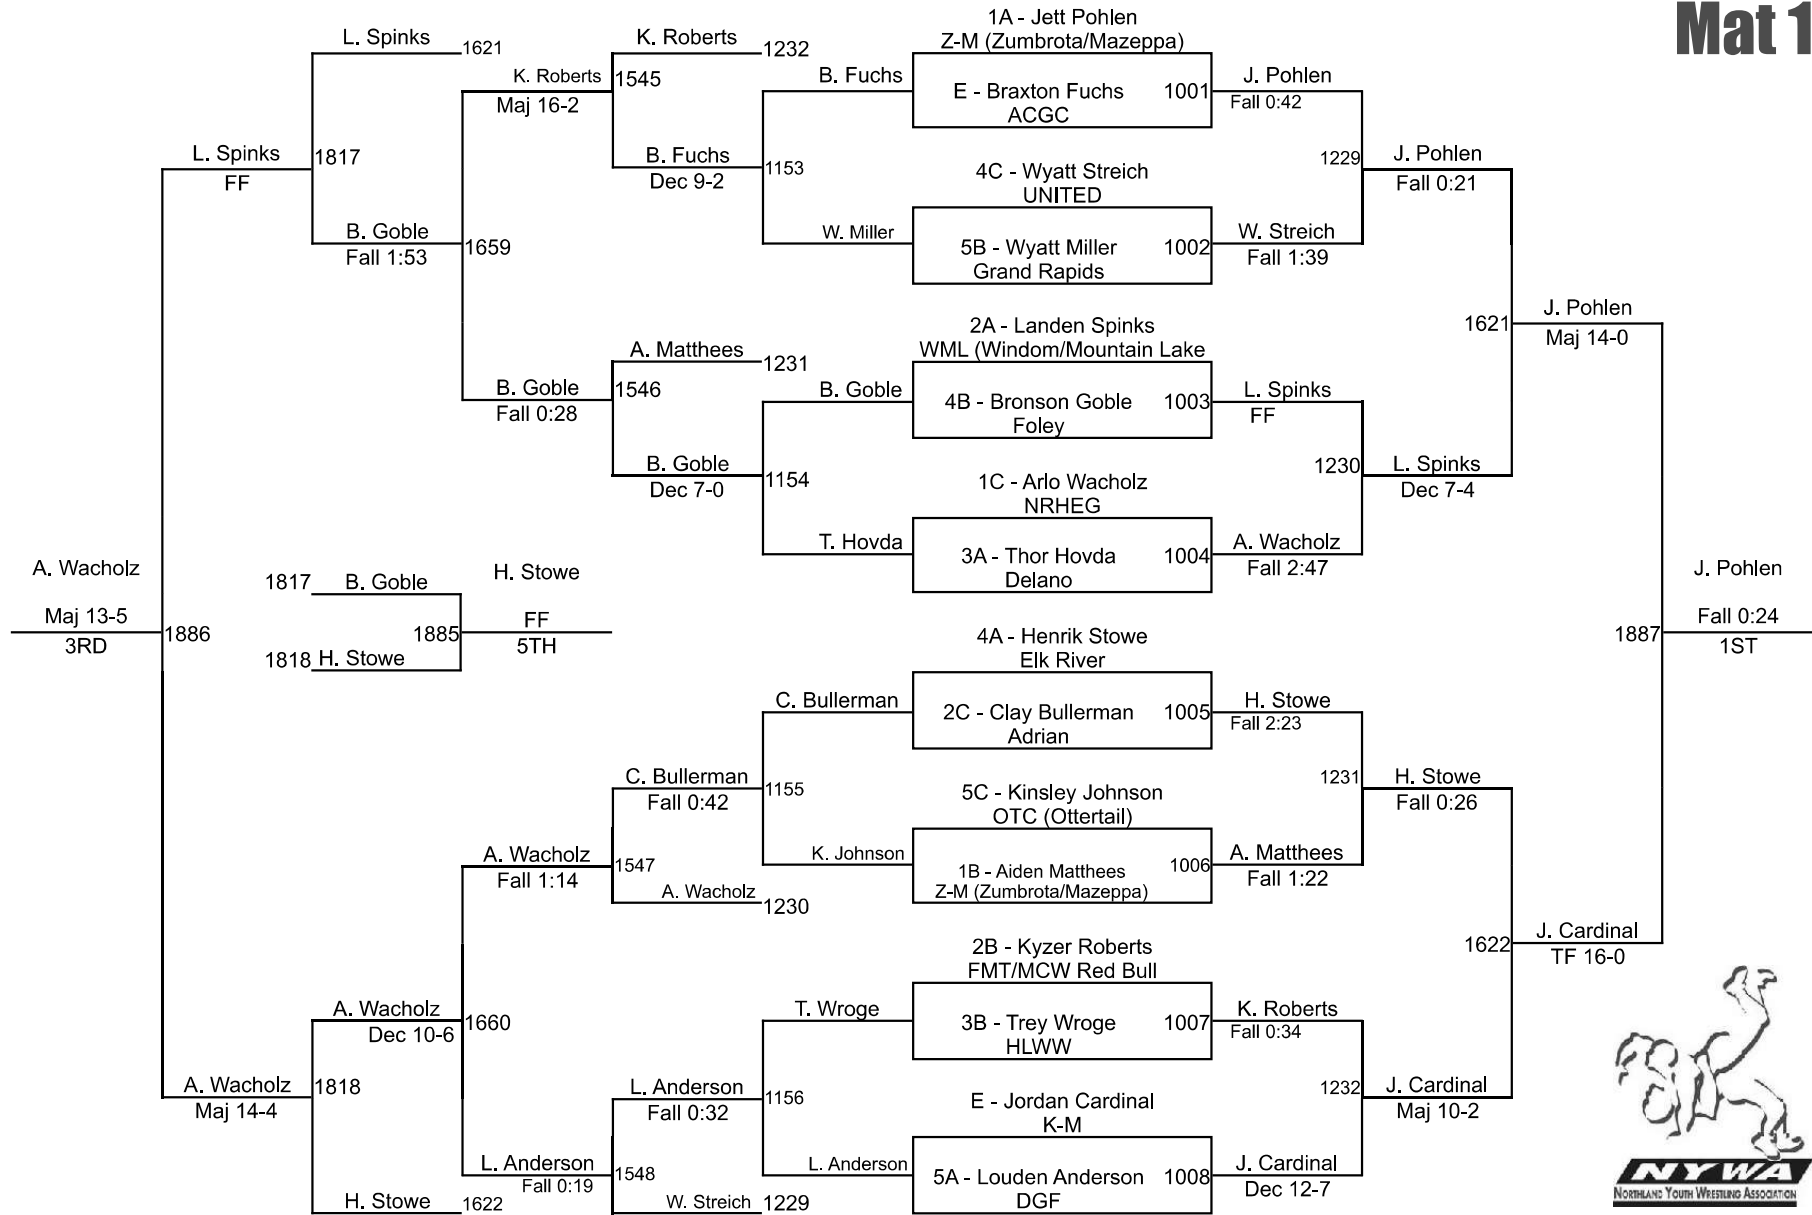 Mat 1
1A - Jett Pohlen
Z-M (Zumbrota/Mazeppa)
L. Spinks 1621
K. Roberts 1232
K. Roberts 1545
Maj 16-2
B. Fuchs
E - Braxton Fuchs 1001
ACGC
J. Pohlen
Fall 0:42
L. Spinks 1817
FF
B. Fuchs 1153
Dec 9-2
4C - Wyatt Streich
UNITED
1229 J. Pohlen
Fall 0:21
B. Goble 1659
Fall 1:53
W. Miller
5B - Wyatt Miller 1002
Grand Rapids
W. Streich
Fall 1:39
2A - Landen Spinks
WML (Windom/Mountain Lake
1621 J. Pohlen
Maj 14-0
A. Matthees 1231
B. Goble 1546
Fall 0:28
B. Goble
4B - Bronson Goble 1003
Foley
L. Spinks
FF
B. Goble 1154
Dec 7-0
1C - Arlo Wacholz
NRHEG
1230 L. Spinks
Dec 7-4
T. Hovda
3A - Thor Hovda 1004
Delano
A. Wacholz
Fall 2:47
A. Wacholz
Maj 13-5 1886
3RD
1817 B. Goble
H. Stowe
1885 FF
5TH
1818 H. Stowe
J. Pohlen
1887 Fall 0:24
1ST
4A - Henrik Stowe
Elk River
C. Bullerman
2C - Clay Bullerman 1005
Adrian
H. Stowe
Fall 2:23
C. Bullerman 1155
Fall 0:42
5C - Kinsley Johnson
OTC (Ottertail)
1231 H. Stowe
Fall 0:26
A. Wacholz 1547
Fall 1:14
K. Johnson
1B - Aiden Matthees 1006
Z-M (Zumbrota/Mazeppa)
A. Matthees
Fall 1:22
A. Wacholz 1230
2B - Kyzer Roberts
FMT/MCW Red Bull
1622 J. Cardinal
TF 16-0
A. Wacholz 1660
Dec 10-6
T. Wroge
3B - Trey Wroge 1007
HLWW
K. Roberts
Fall 0:34
A. Wacholz 1818
Maj 14-4
L. Anderson 1156
Fall 0:32
E - Jordan Cardinal
K-M
1232 J. Cardinal
Maj 10-2
L. Anderson 1548
Fall 0:19
L. Anderson
5A - Louden Anderson 1008
DGF
J. Cardinal
Dec 12-7
H. Stowe 1622
W. Streich 1229
NYWA
NORTHLAND YOUTH WRESTLING ASSOCIATION